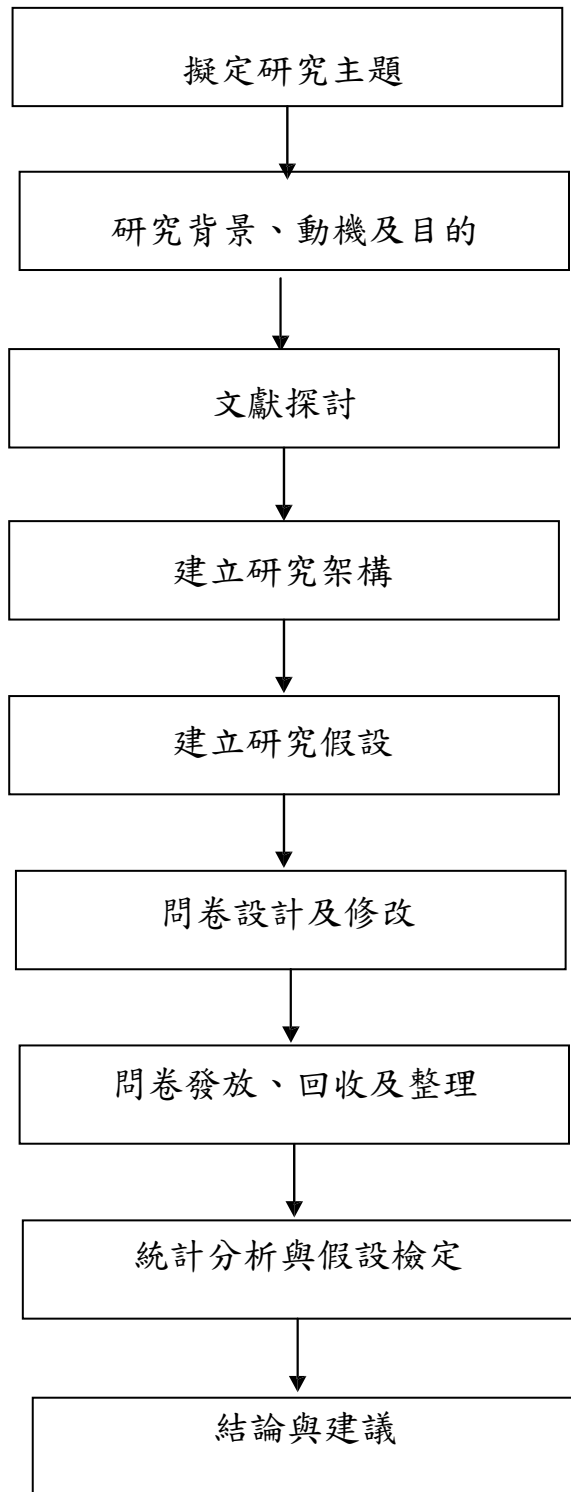 擬定研究主題
研究背景、動機及目的
文獻探討
建立研究架構
建立研究假設
問卷設計及修改
問卷發放、回收及整理
統計分析與假設檢定
結論與建議